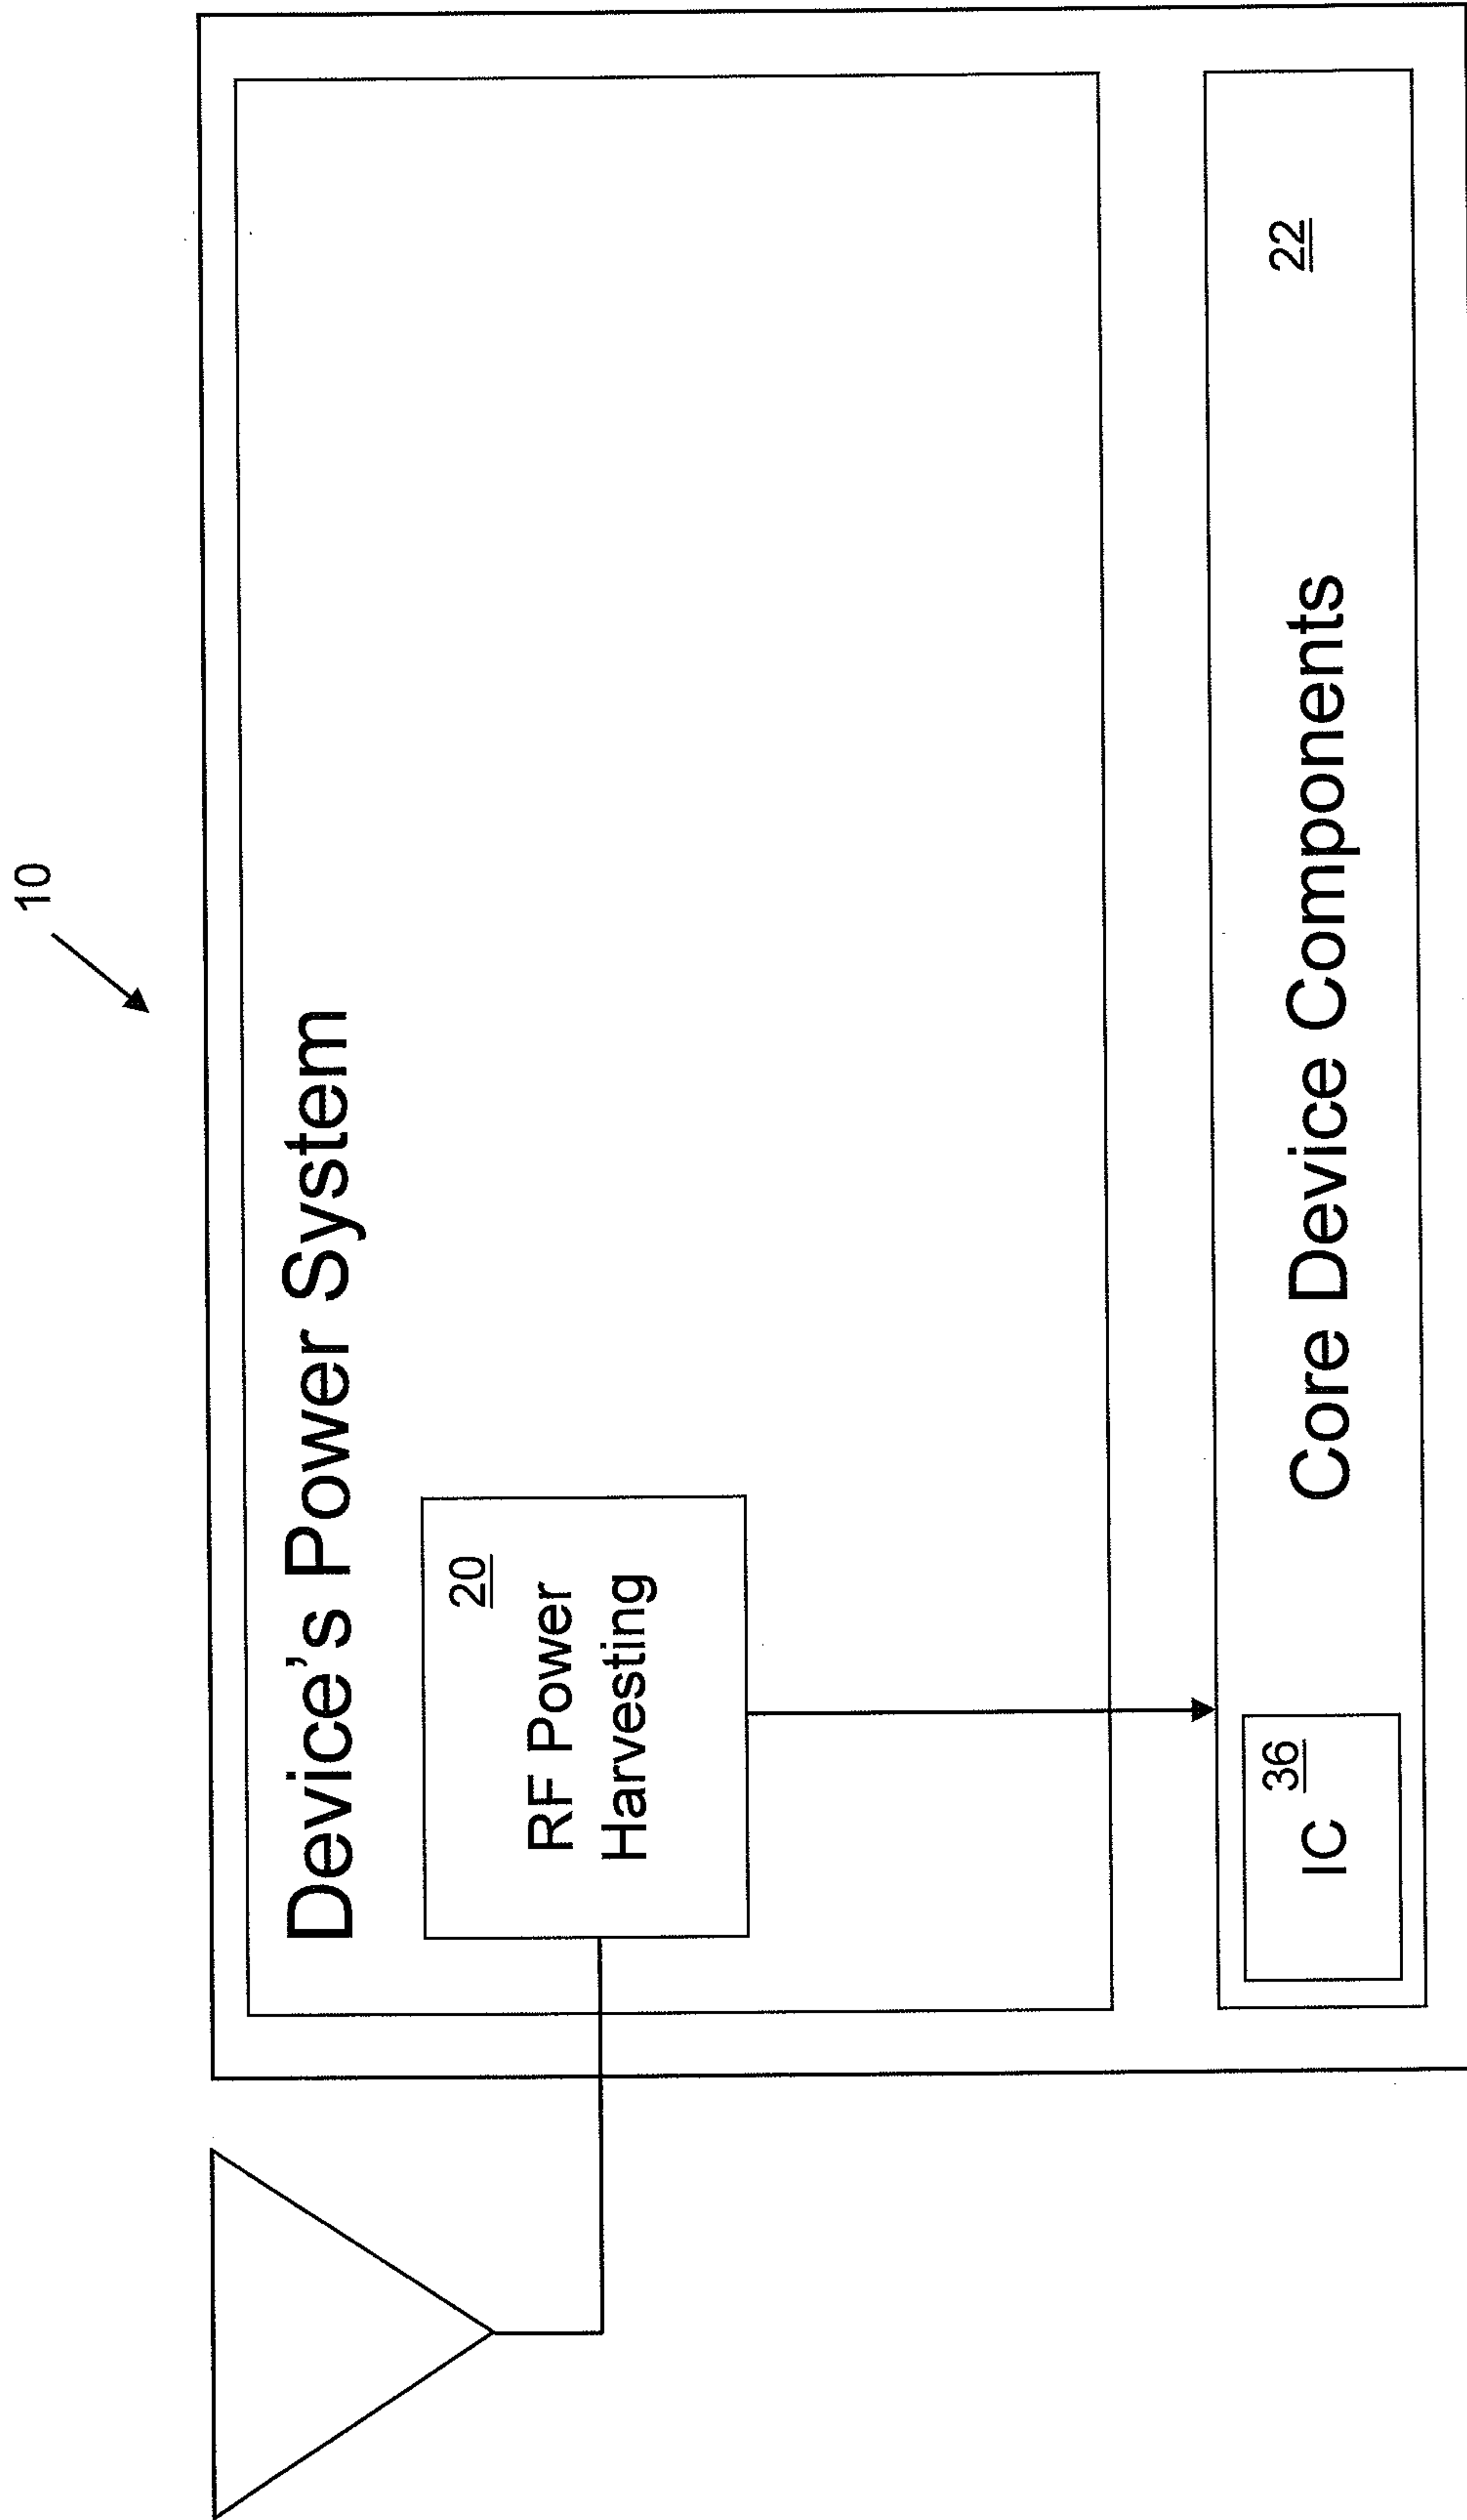 10
Device's Power System
20
RF Power
Harvesting
36
IC
Core Device Components
22